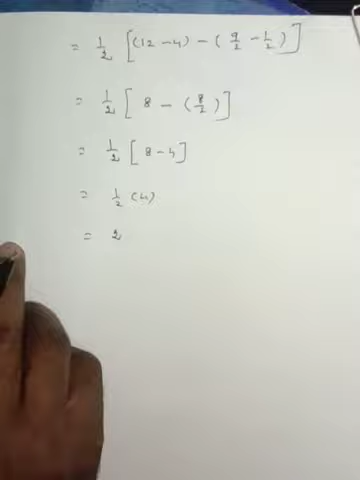 = 1/2 [(12 - 4) - (9/2 - 1/2)]
= 1/2 [8 - (8/2)]
= 1/2 [8 - 4]
= 1/2 (4)
= 2